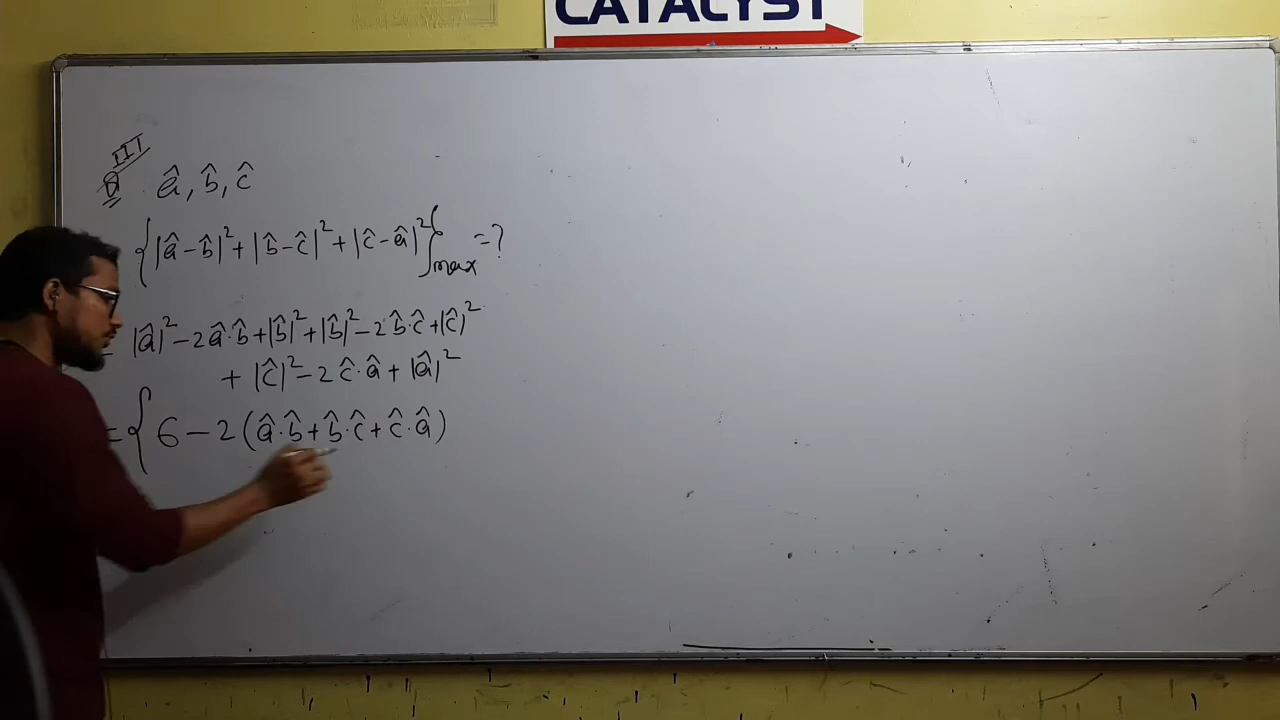 CATALYST
III
Q. â, b̂, ĉ
{|â-b̂|²+|b̂-ĉ|²+|ĉ-â|²}max =?
= |â|²-2â·b̂+|b̂|²+|b̂|²-2b̂·ĉ+|ĉ|²
+ |ĉ|²-2ĉ·â+|â|²
= { 6-2(â·b̂+b̂·ĉ+ĉ·â)